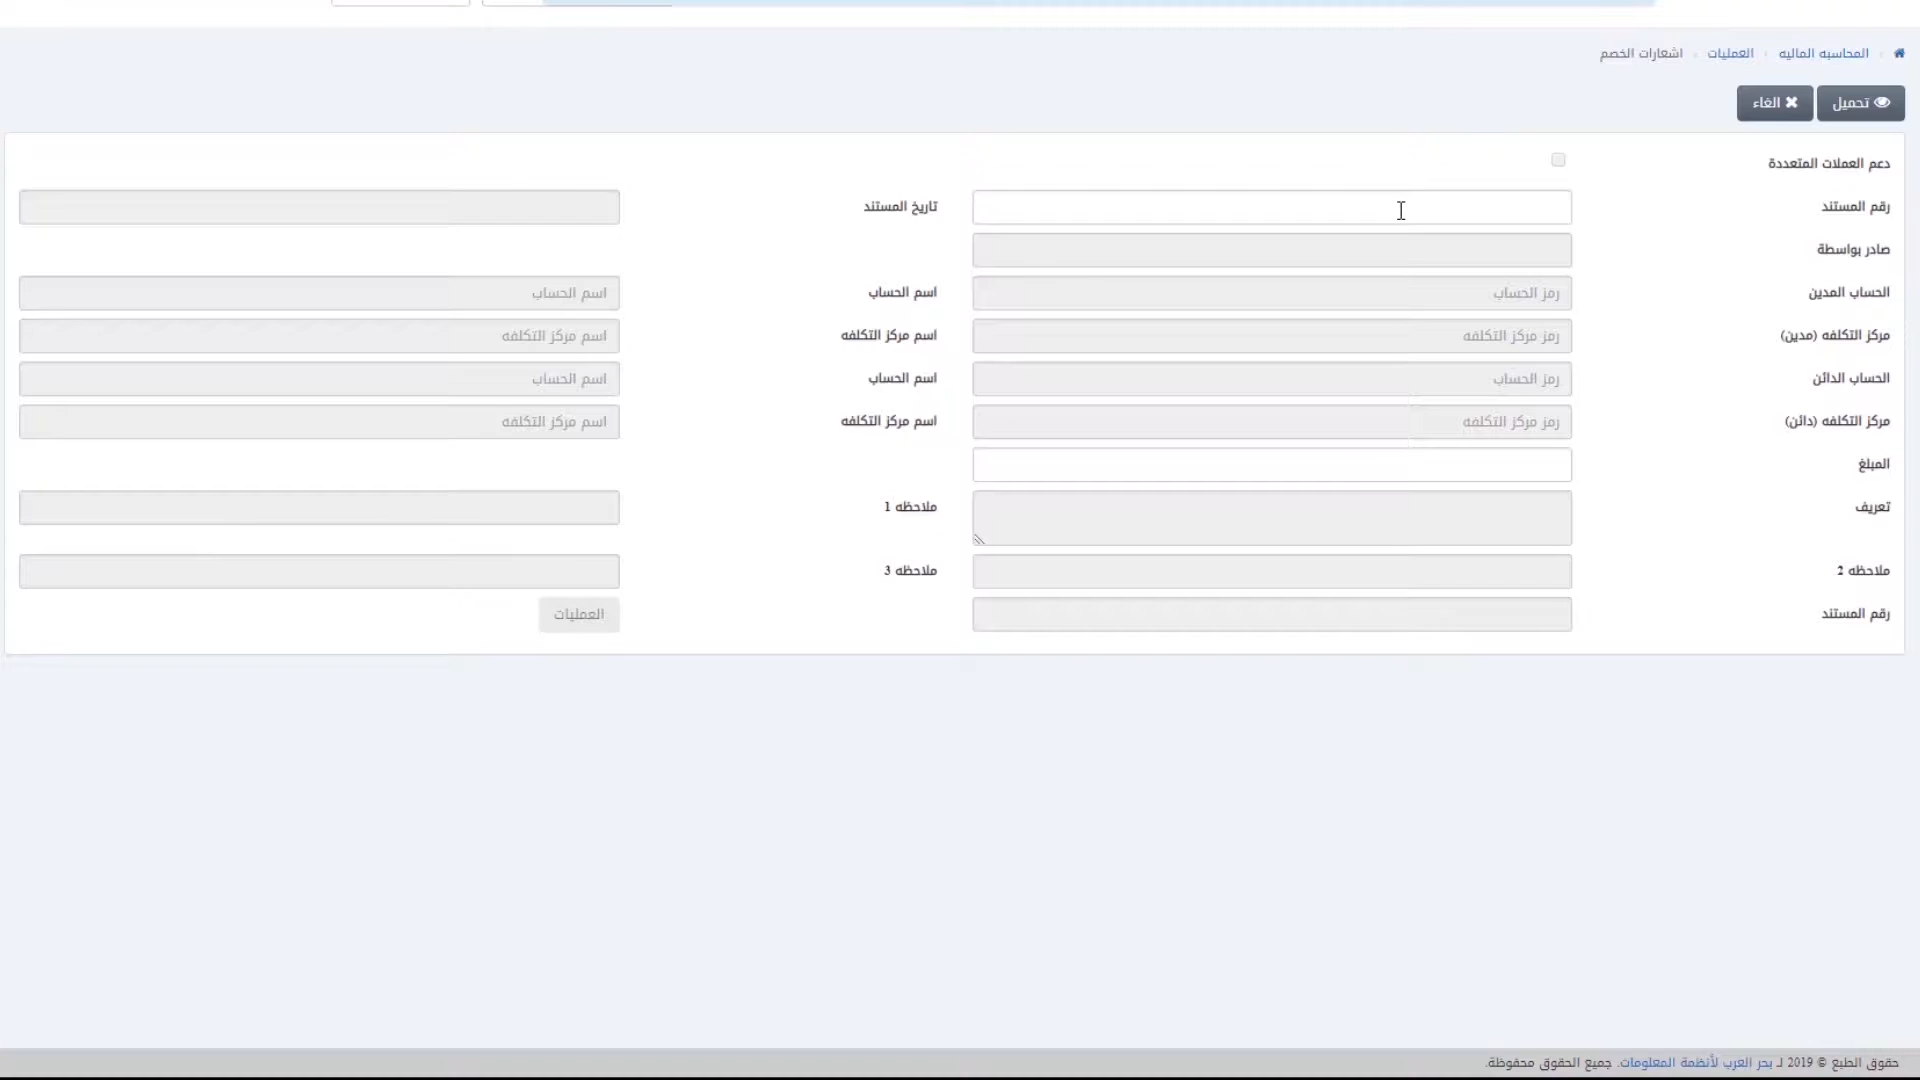 المحاسبه الماليه العمليات اشعارات الخصم
تحميل الغاء
دعم العملات المتعددة
رقم المستند تاريخ المستند
صادر بواسطة
الحساب المدين رمز الحساب اسم الحساب اسم الحساب
مركز التكلفه (مدين) رمز مركز التكلفه اسم مركز التكلفه اسم مركز التكلفه
الحساب الدائن رمز الحساب اسم الحساب اسم الحساب
مركز التكلفه (دائن) رمز مركز التكلفه اسم مركز التكلفه اسم مركز التكلفه
المبلغ
تعريف ملاحظه 1
ملاحظه 2 ملاحظه 3
رقم المستند العمليات
حقوق الطبع © 2019 لـ بحر العرب لأنظمة المعلومات. جميع الحقوق محفوظة.